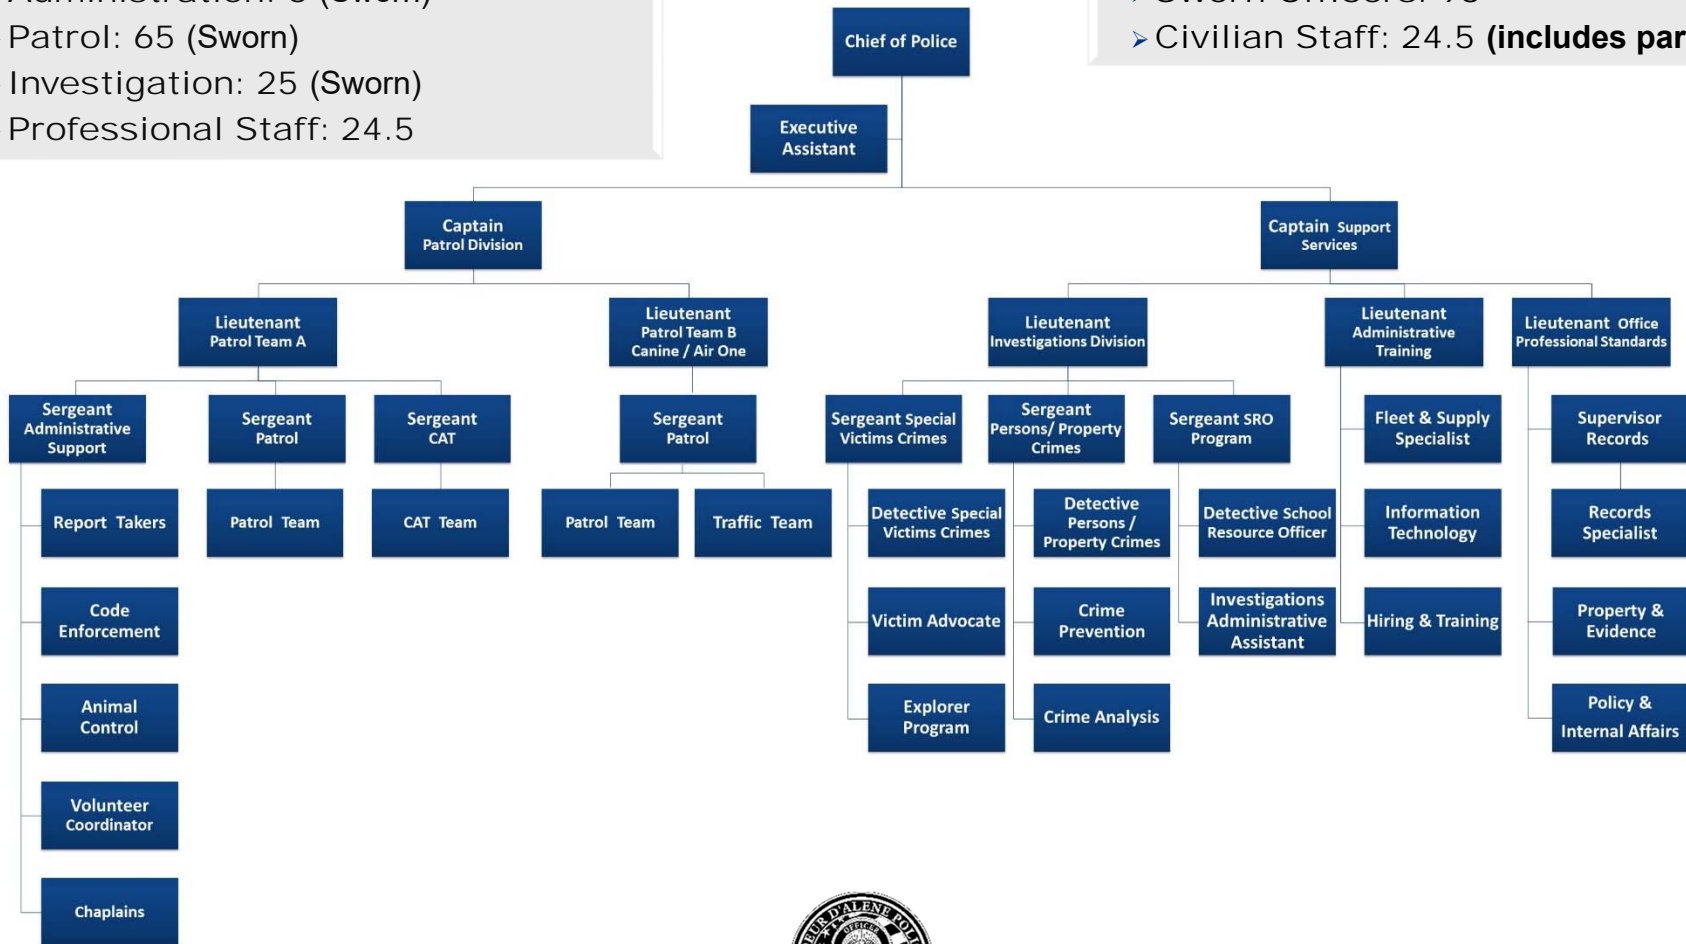 Patrol: 65 (Sworn)
Investigation: 25 (Sworn)
Professional Staff: 24.5
Civilian Staff: 24.5 (includes
Chief of Police
Executive
Assistant
Captain
Patrol Division
Captain Support
Services
Lieutenant
Patrol Team A
Lieutenant
Patrol Team B
Canine / Air One
Lieutenant
Investigations Division
Lieutenant
Administrative
Training
Lieutenant Office
Professional Standards
Sergeant
Administrative
Support
Sergeant
Patrol
Sergeant
CAT
Sergeant
Patrol
Sergeant Special
Victims Crimes
Sergeant
Persons/ Property
Crimes
Sergeant SRO
Program
Fleet & Supply
Specialist
Supervisor
Records
Report Takers
Patrol Team
CAT Team
Patrol Team
Traffic Team
Detective Special
Victims Crimes
Detective
Persons /
Property Crimes
Detective School
Resource Officer
Information
Technology
Records
Specialist
Code
Enforcement
Victim Advocate
Crime
Prevention
Investigations
Administrative
Assistant
Hiring & Training
Property &
Evidence
Animal
Control
Explorer
Program
Crime Analysis
Policy &
Internal Affairs
Volunteer
Coordinator
Chaplains
D'ALENE
OFFICER